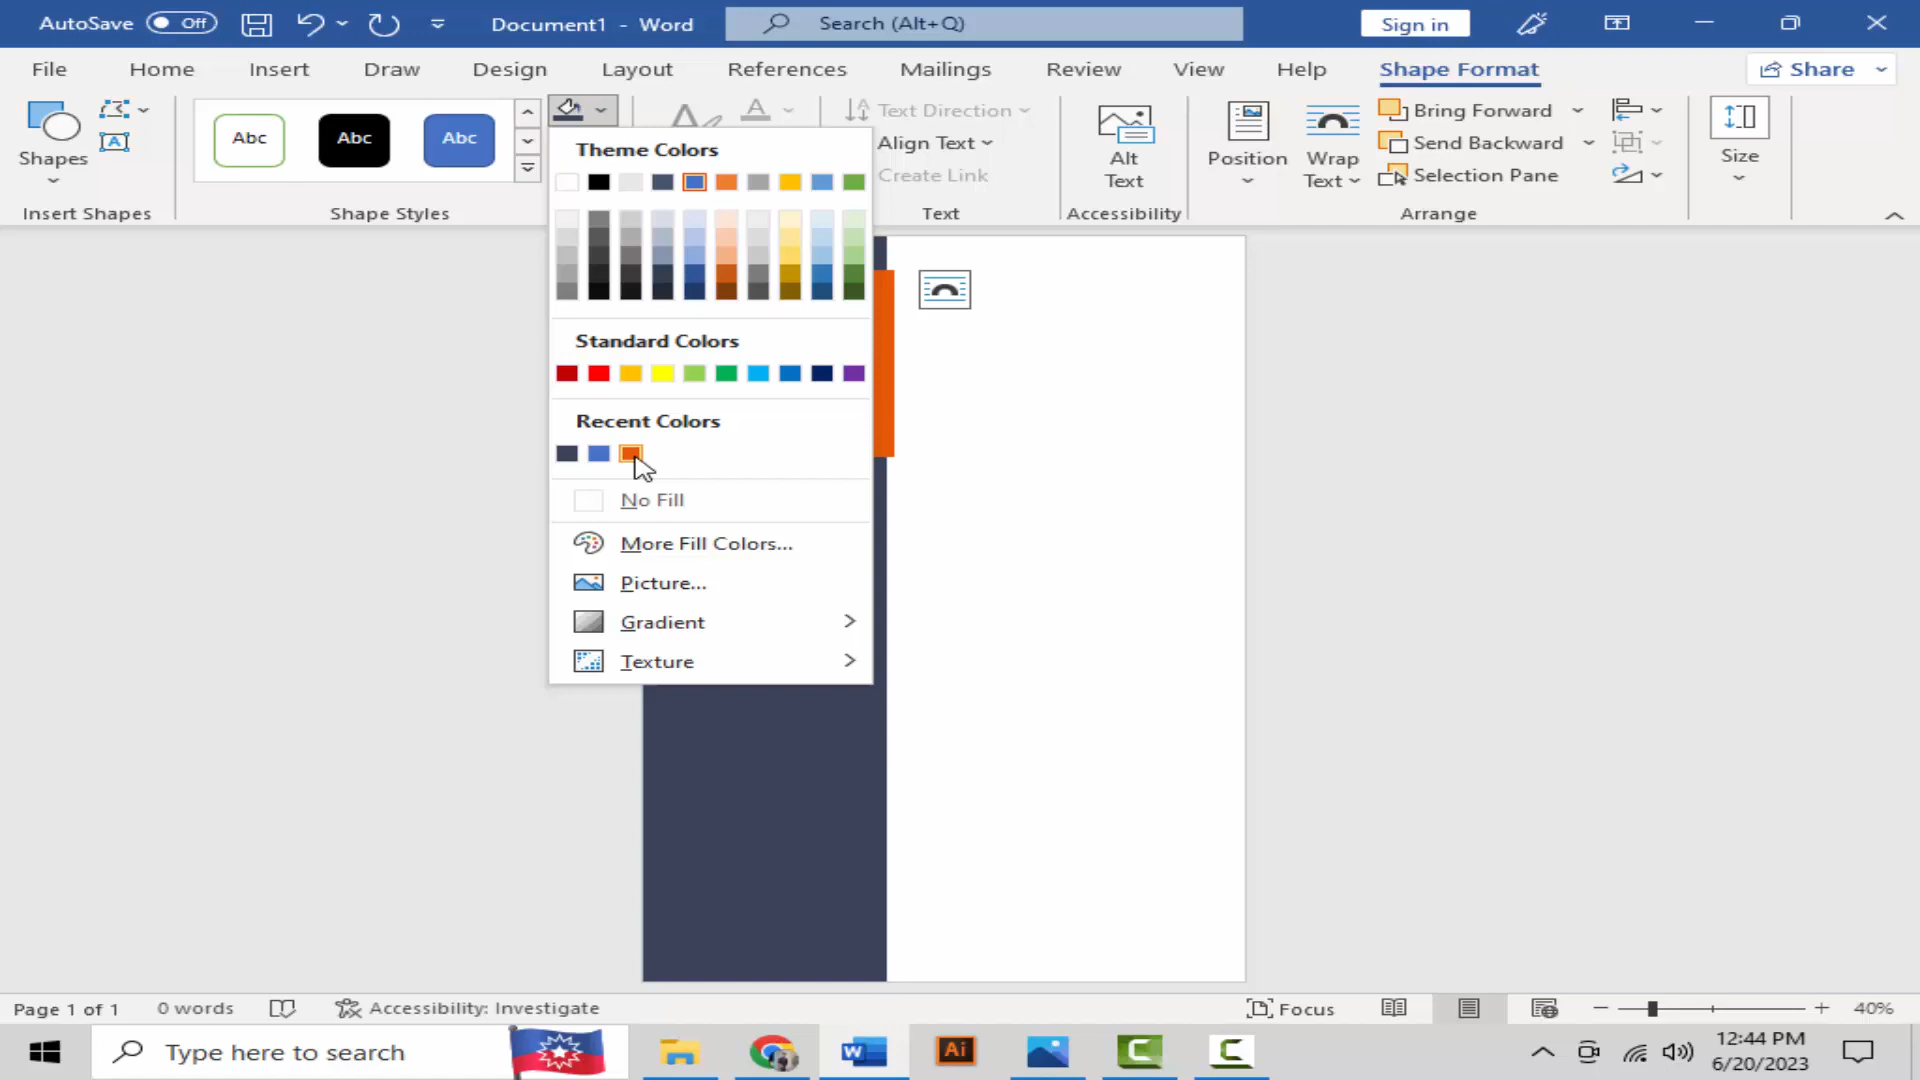 AutoSave Off Document1 - Word Search (Alt+Q) Sign in
File Home Insert Draw Design Layout References Mailings Review View Help Shape Format Share
Shapes
Abc Abc Abc
Text Direction
Align Text
Create Link
Alt Text
Position
Wrap Text
Bring Forward
Send Backward
Selection Pane
Size
Insert Shapes Shape Styles Text Accessibility Arrange
Theme Colors
Standard Colors
Recent Colors
No Fill
More Fill Colors...
Picture...
Gradient
Texture
Page 1 of 1 0 words Accessibility: Investigate Focus 40%
Type here to search Ai 12:44 PM
6/20/2023